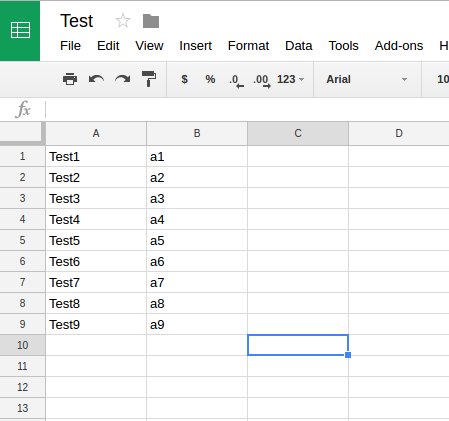 Test
File Edit View Insert Format Data Tools Add-ons H
$ % .0 .00 123 Arial 10
fx
A B C D
1 Test1 a1
2 Test2 a2
3 Test3 a3
4 Test4 a4
5 Test5 a5
6 Test6 a6
7 Test7 a7
8 Test8 a8
9 Test9 a9
10
11
12
13